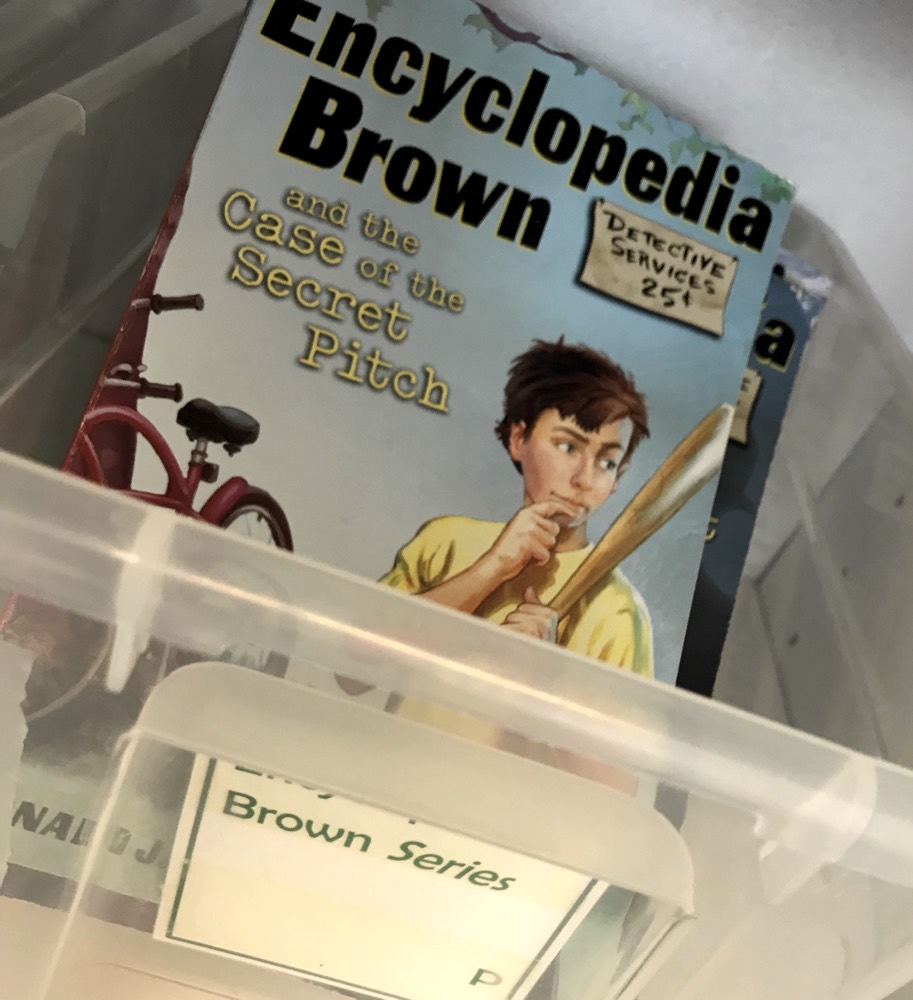 Encyclopedia
Brown
and the
Case of the
Secret
Pitch
DETECTIVE
SERVICES
25¢
a
Brown Series
P